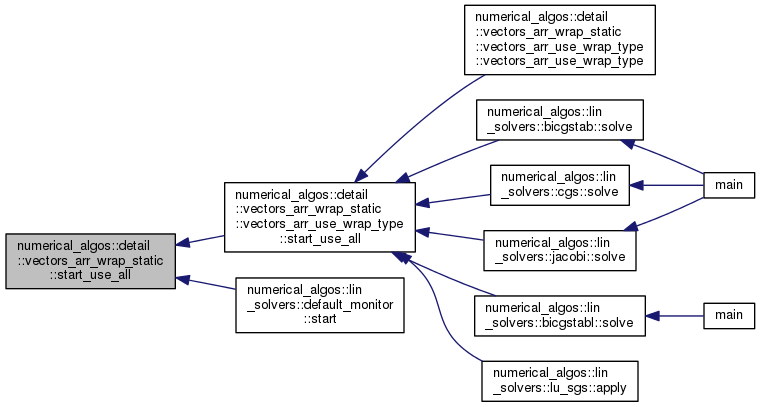 numerical_algos::detail
::vectors_arr_wrap_static
::vectors_arr_use_wrap_type
::vectors_arr_use_wrap_type
numerical_algos::lin
_solvers::bicgstab::solve
numerical_algos::lin
_solvers::cgs::solve
main
numerical_algos::detail
::vectors_arr_wrap_static
::vectors_arr_use_wrap_type
::start_use_all
numerical_algos::lin
_solvers::jacobi::solve
numerical_algos::detail
::vectors_arr_wrap_static
::start_use_all
numerical_algos::lin
_solvers::default_monitor
::start
numerical_algos::lin
_solvers::bicgstabl::solve
main
numerical_algos::lin
_solvers::lu_sgs::apply